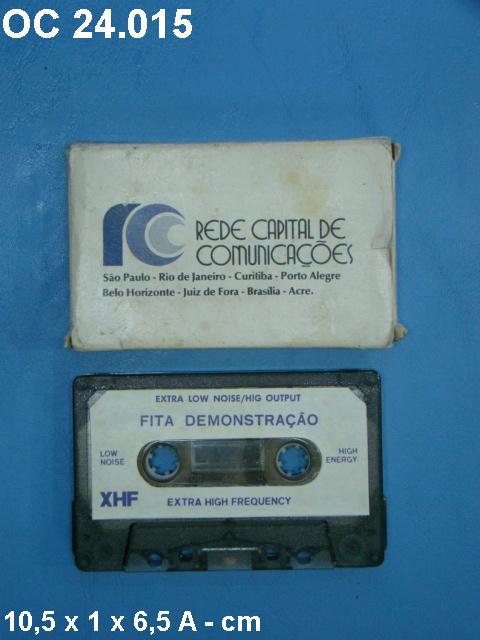 OC 24.015
rcc
REDE CAPITAL DE
COMUNICAÇÕES
São Paulo - Rio de Janeiro - Curitiba - Porto Alegre
Belo Horizonte - Juiz de Fora - Brasília - Acre.
EXTRA LOW NOISE/HIG OUTPUT
FITA DEMONSTRAÇÃO
LOW
NOISE
HIGH
ENERGY
XHF
EXTRA HIGH FREQUENCY
10,5 x 1 x 6,5 A - cm